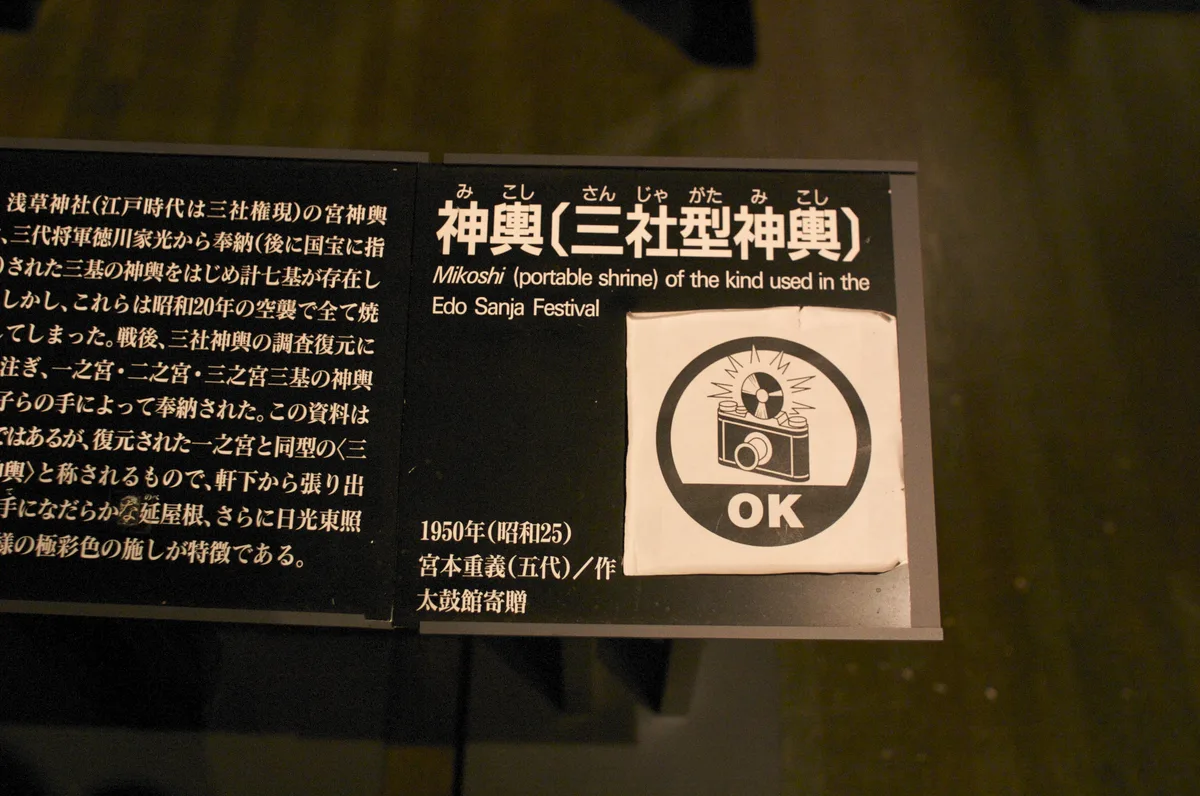 み こし さん じゃ がた み こし
神輿〔三社型神輿〕
Mikoshi (portable shrine) of the kind used in the
Edo Sanja Festival
OK
1950年(昭和25)
宮本重義(五代)／作
太鼓館寄贈
浅草神社(江戸時代は三社権現)の宮神輿
、三代将軍徳川家光から奉納(後に国宝に指
)された三基の神輿をはじめ計七基が存在し
しかし、これらは昭和20年の空襲で全て焼
てしまった。戦後、三社神輿の調査復元に
注ぎ、一之宮・二之宮・三之宮三基の神輿
子らの手によって奉納された。この資料は
ではあるが、復元された一之宮と同型の〈三
輿〉と称されるもので、軒下から張り出
のべ
手になだらかな延屋根、さらに日光東照
様の極彩色の施しが特徴である。